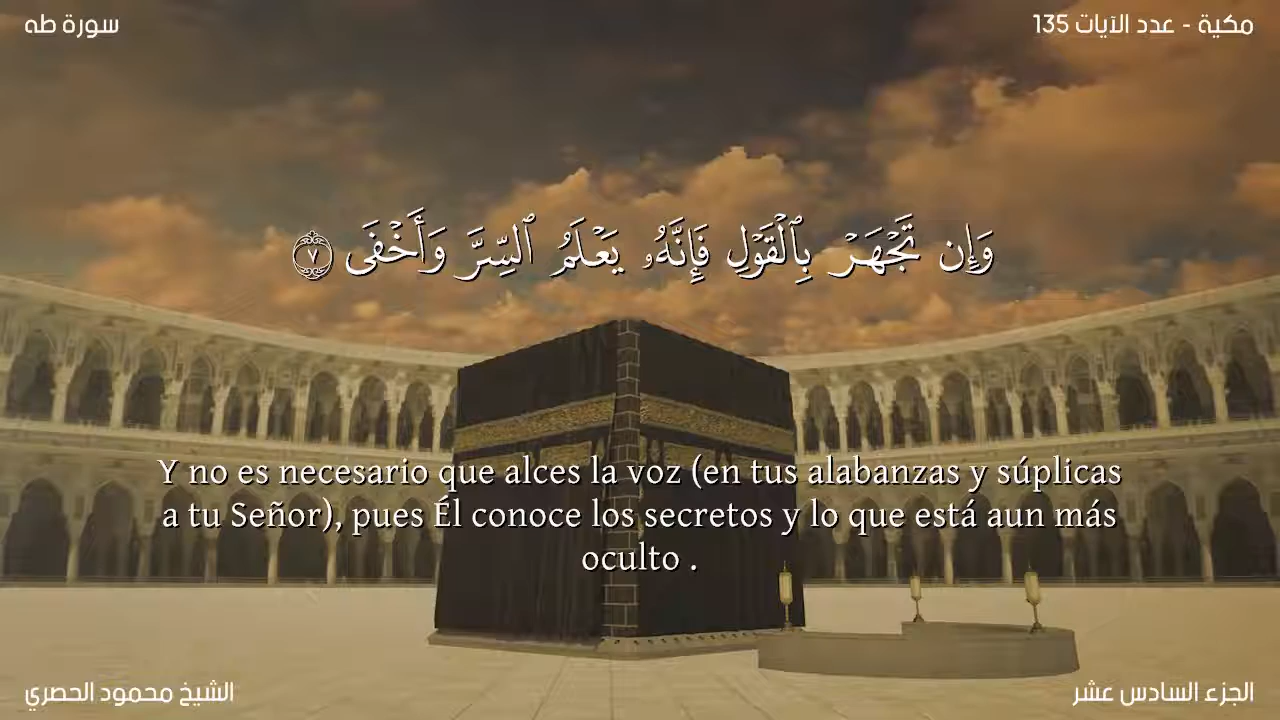 سورة طه
مكية - عدد الآيات 135
وَإِن تَجْهَرْ بِٱلْقَوْلِ فَإِنَّهُۥ يَعْلَمُ ٱلسِّرَّ وَأَخْفَى ٧
Y no es necesario que alces la voz (en tus alabanzas y súplicas
a tu Señor), pues Él conoce los secretos y lo que está aun más
oculto .
الشيخ محمود الحصري
الجزء السادس عشر